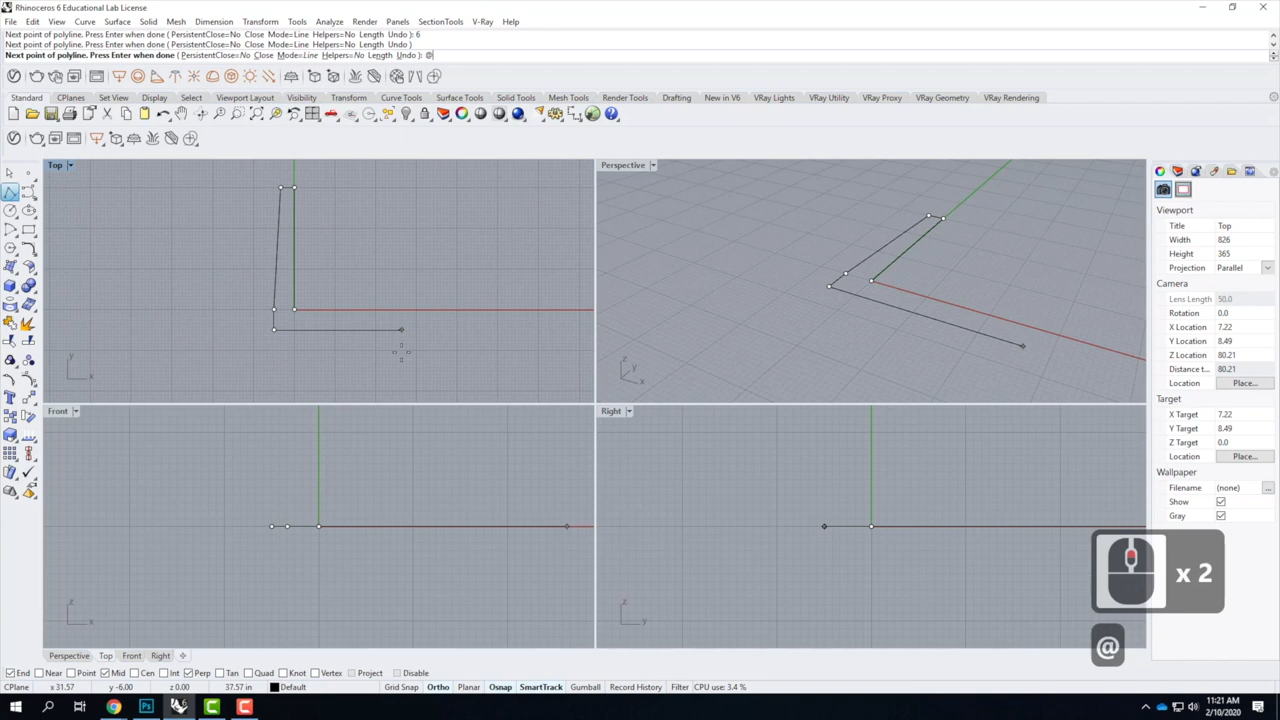 Rhinoceros 6 Educational Lab License
File Edit View Curve Surface Solid Mesh Dimension Transform Tools Analyze Render Panels SectionTools V-Ray Help
Next point of polyline. Press Enter when done ( PersistentClose=No Close Mode=Line Helpers=No Length Undo ): 6
Next point of polyline. Press Enter when done ( PersistentClose=No Close Mode=Line Helpers=No Length Undo )
Next point of polyline. Press Enter when done ( PersistentClose=No Close Mode=Line Helpers=No Length Undo ): @
Standard CPlanes Set View Display Select Viewport Layout Visibility Transform Curve Tools Surface Tools Solid Tools Mesh Tools Render Tools Drafting New in V6 VRay Lights VRay Utility VRay Proxy VRay Geometry VRay Rendering
Top
Perspective
y
x
z
y
x
Front
Right
z
x
z
y
Viewport
Title Top
Width 826
Height 365
Projection Parallel
Camera
Lens Length 50.0
Rotation 0.0
X Location 7.22
Y Location 8.49
Z Location 80.21
Distance t... 80.21
Location Place...
Target
X Target 7.22
Y Target 8.49
Z Target 0.0
Location Place...
Wallpaper
Filename (none) ...
Show
Gray
x 2
@
Perspective Top Front Right
End Near Point Mid Cen Int Perp Tan Quad Knot Vertex Project Disable
CPlane x 31.57 y -6.00 z 0.00 37.57 in Default Grid Snap Ortho Planar Osnap SmartTrack Gumball Record History Filter CPU use: 3.4 %
Ps
11:21 AM
2/10/2020